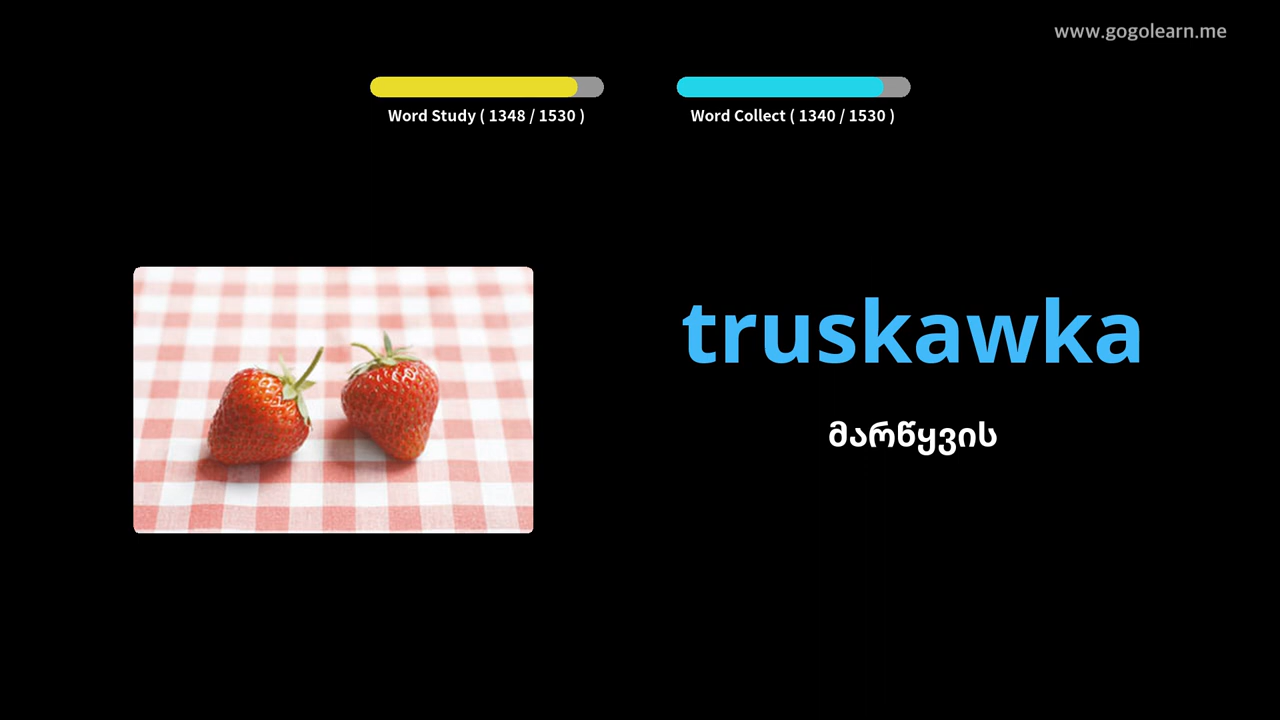 www.gogolearn.me
Word Study ( 1348 / 1530 )
Word Collect ( 1340 / 1530 )
truskawka
მარწყვის